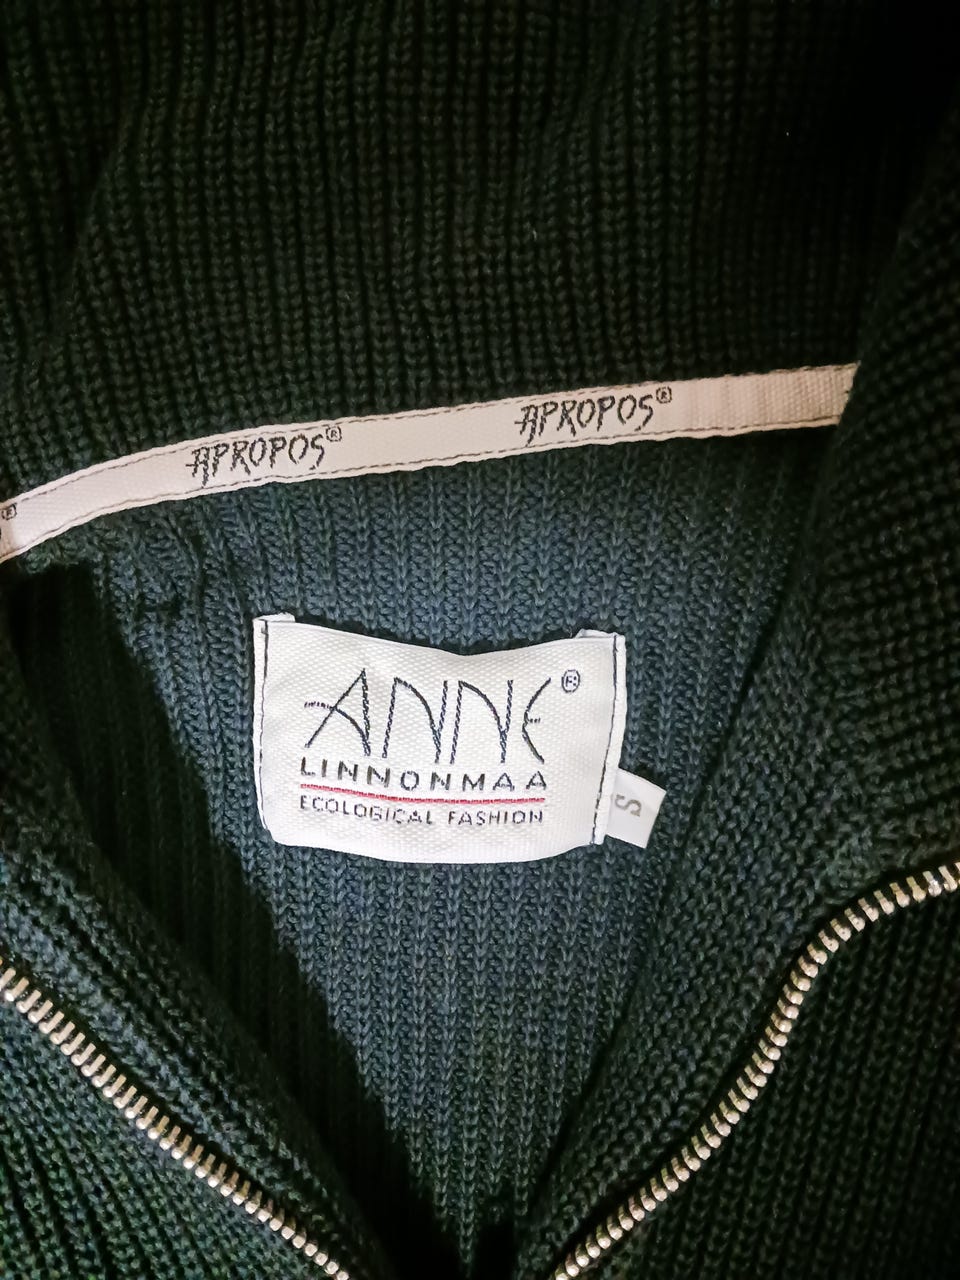 APROPOS®
APROPOS®
®
ANNE®
LINNONMAA
ECOLOGICAL FASHION
S